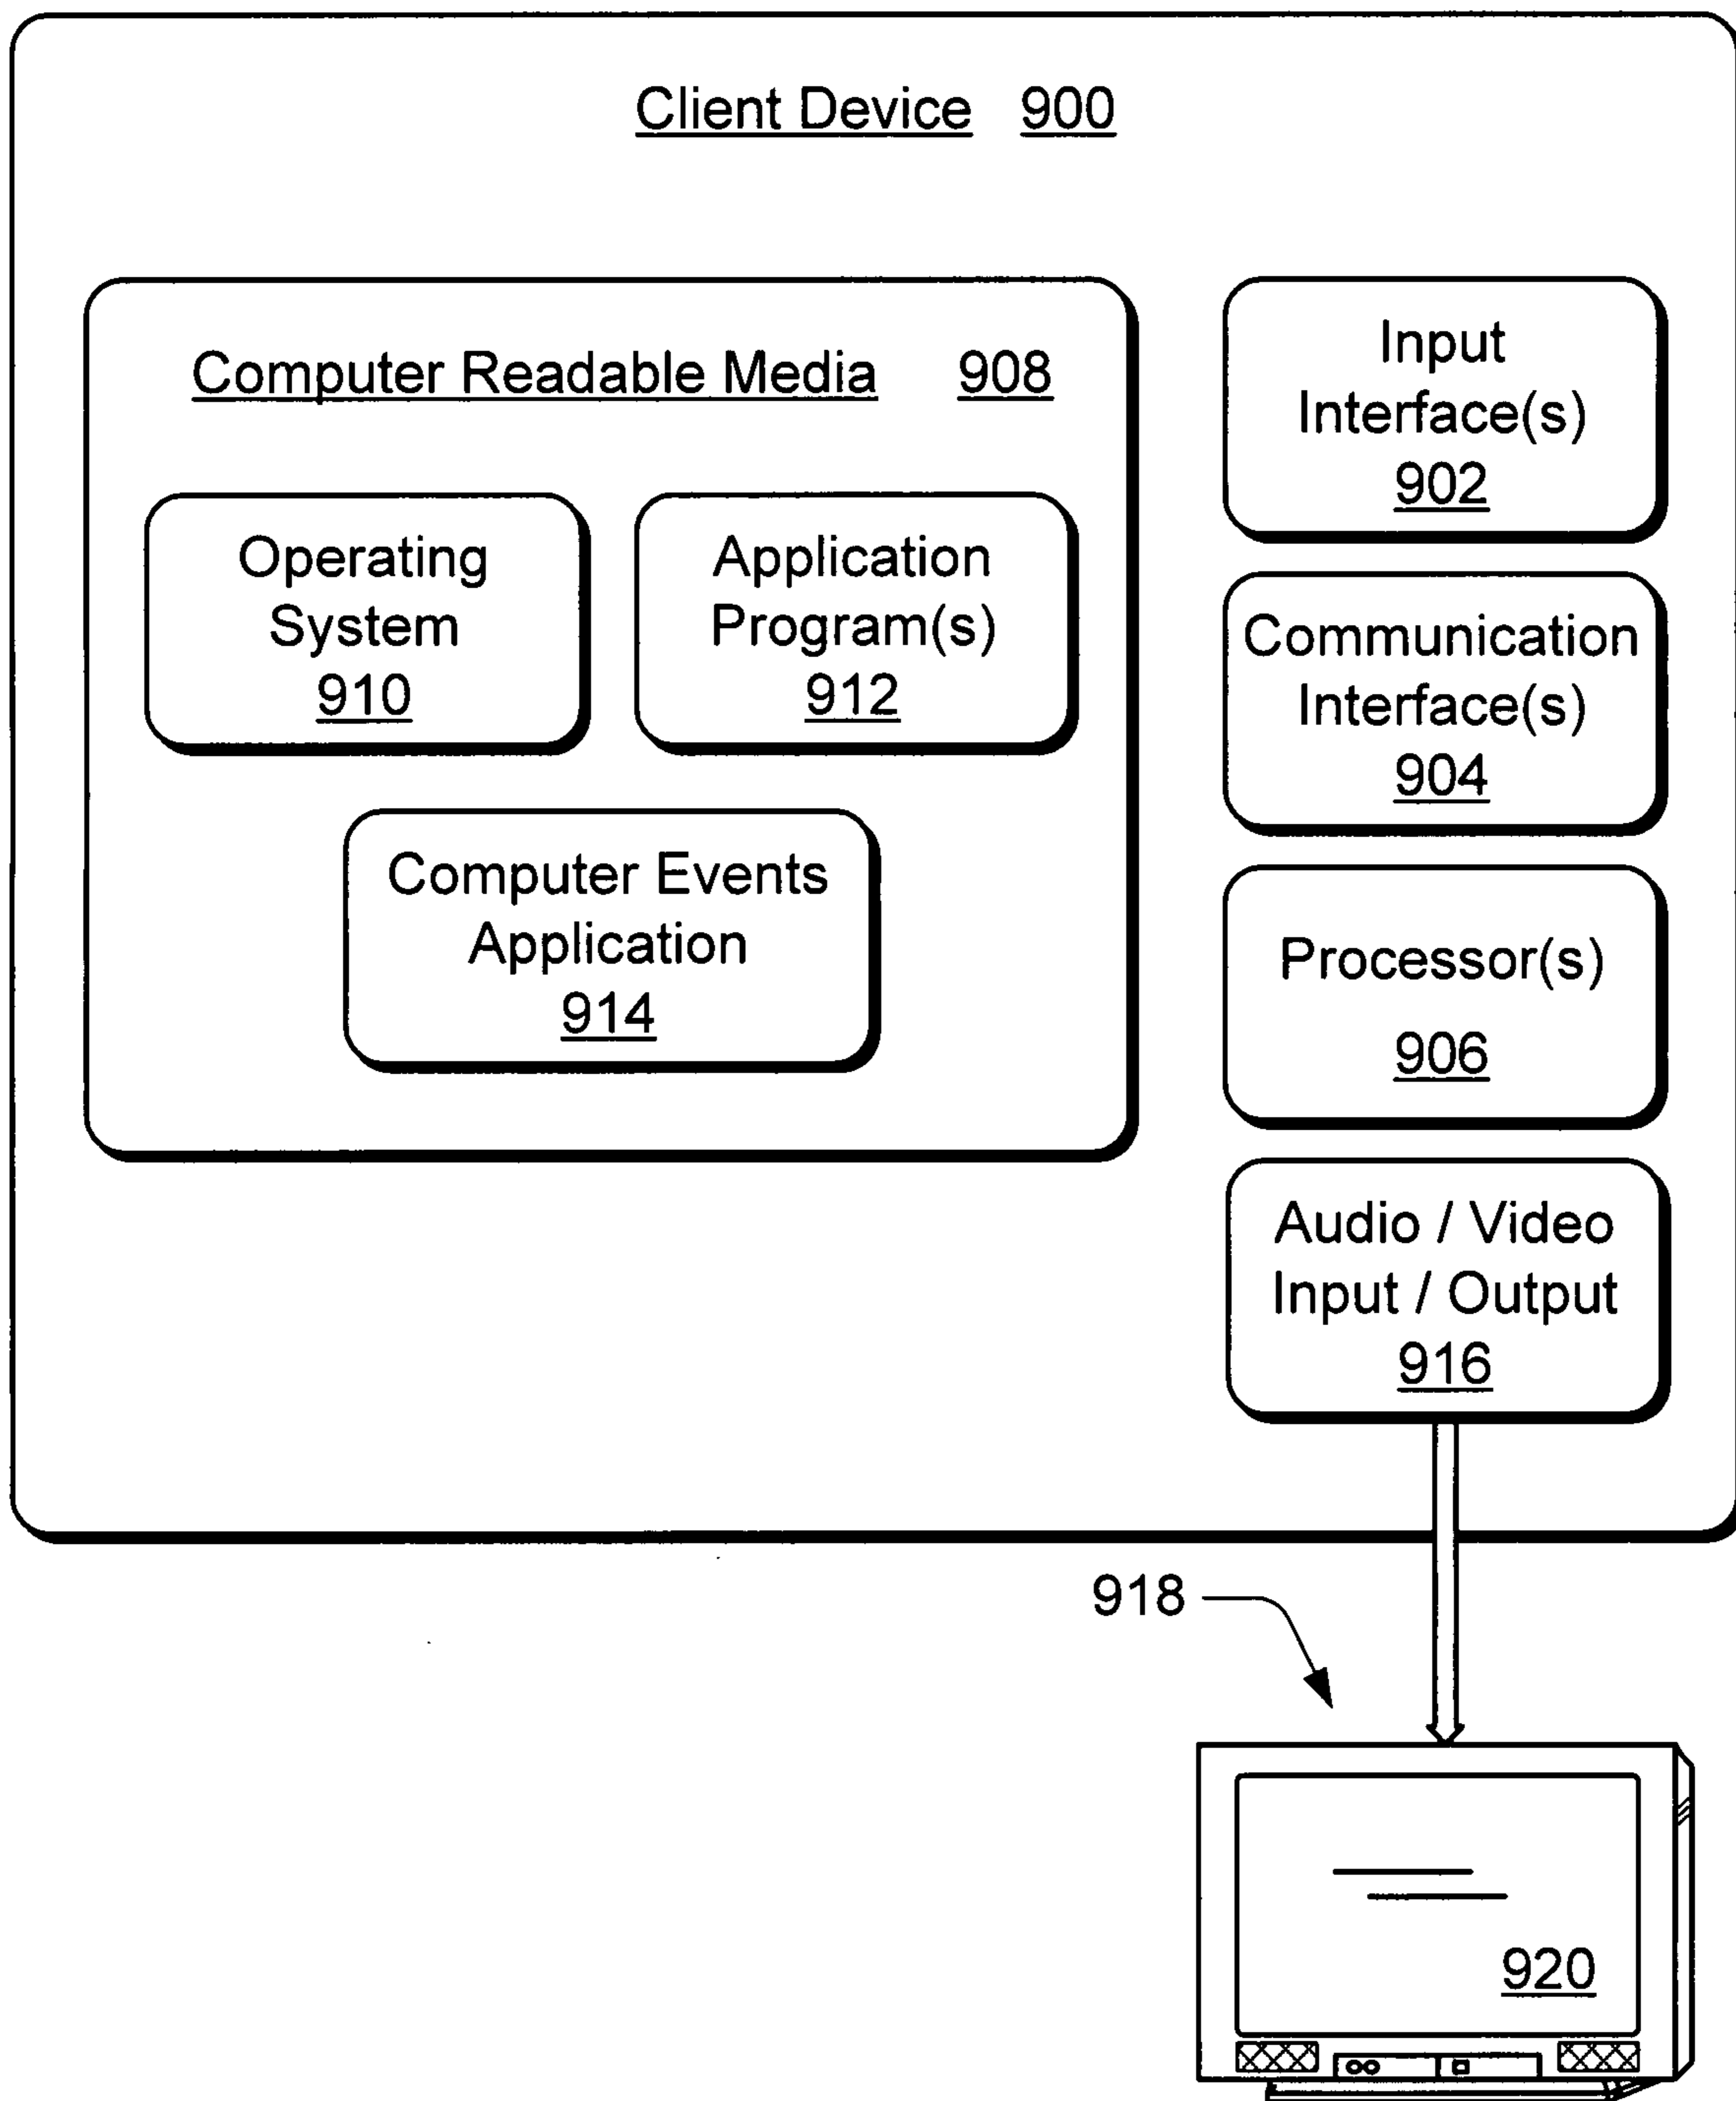 Client Device 900
Computer Readable Media 908
Operating
System
910
Application
Program(s)
912
Computer Events
Application
914
Input
Interface(s)
902
Communication
Interface(s)
904
Processor(s)
906
Audio / Video
Input / Output
916
918
920